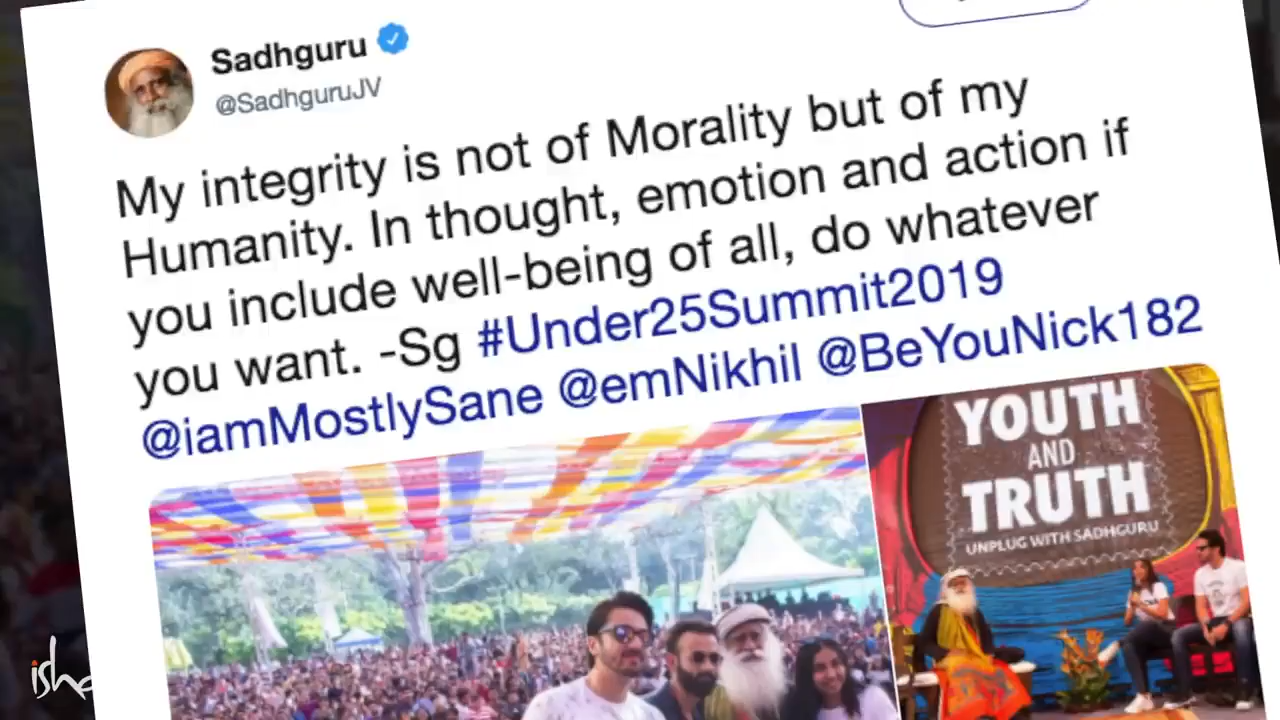 Sadhguru
@SadhguruJV
My integrity is not of Morality but of my
Humanity. In thought, emotion and action if
you include well-being of all, do whatever
you want. -Sg #Under25Summit2019
@iamMostlySane @emNikhil @BeYouNick182
YOUTH
AND
TRUTH
UNPLUG WITH SADHGURU